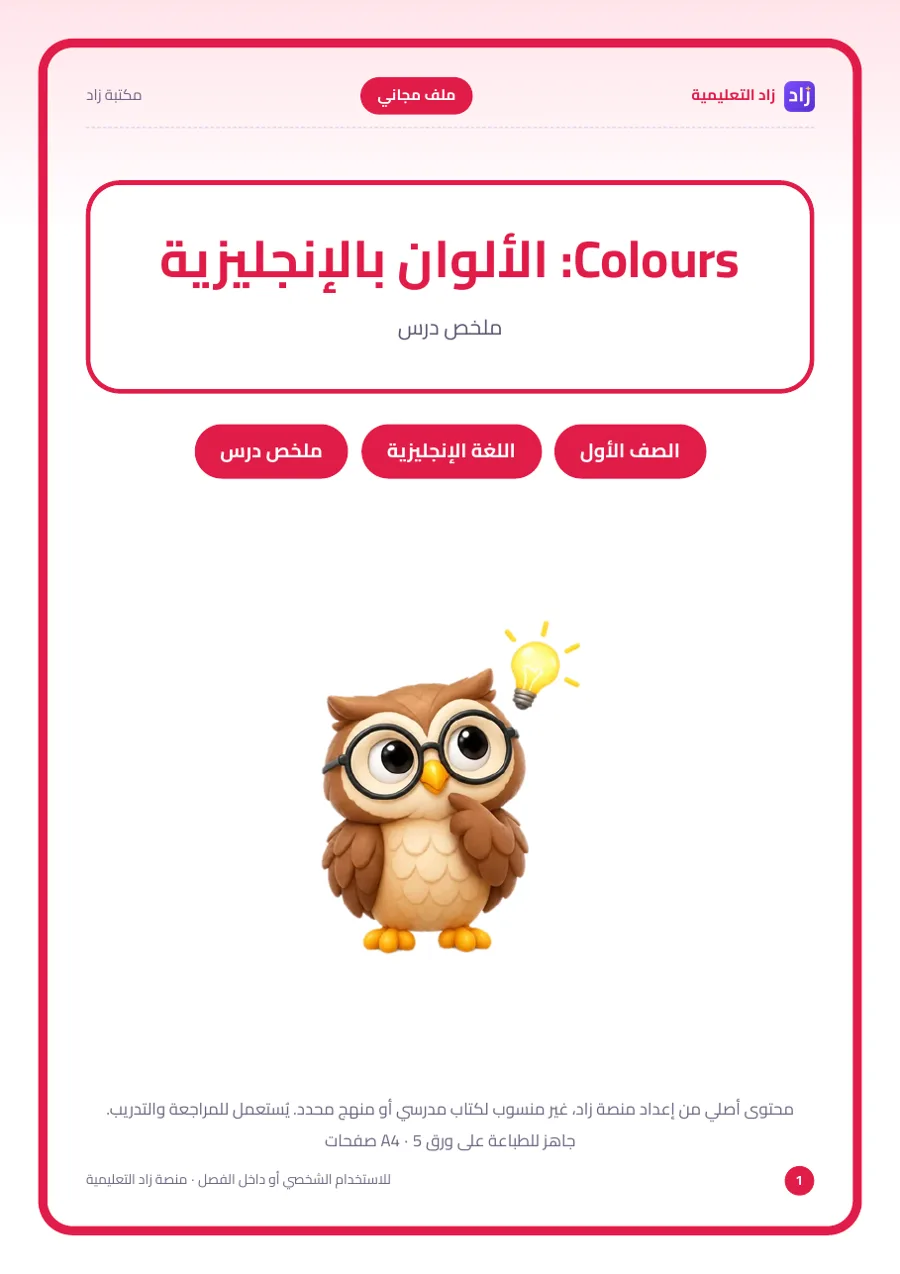 زاد زاد التعليمية
ملف مجاني
مكتبة زاد
Colours: الألوان بالإنجليزية
ملخص درس
الصف الأول
اللغة الإنجليزية
ملخص درس
محتوى أصلي من إعداد منصة زاد، غير منسوب لكتاب مدرسي أو منهج محدد. يُستعمل للمراجعة والتدريب.
جاهز للطباعة على ورق A4 · 5 صفحات
1
للاستخدام الشخصي أو داخل الفصل · منصة زاد التعليمية